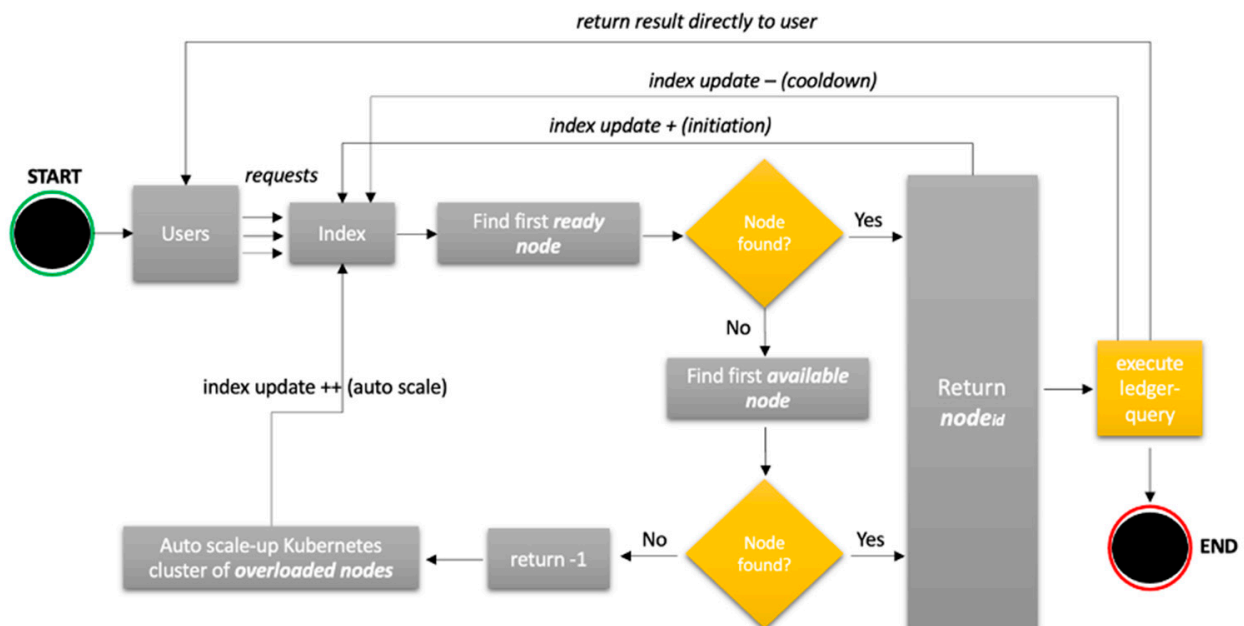 return result directly to user
index update – (cooldown)
index update + (initiation)
START
requests
Users
Index
Find first ready
node
Node
found?
Yes
No
Find first available
node
index update ++ (auto scale)
Return
nodeid
execute
ledger-
query
Auto scale-up Kubernetes
cluster of overloaded nodes
return -1
No
Node
found?
Yes
END